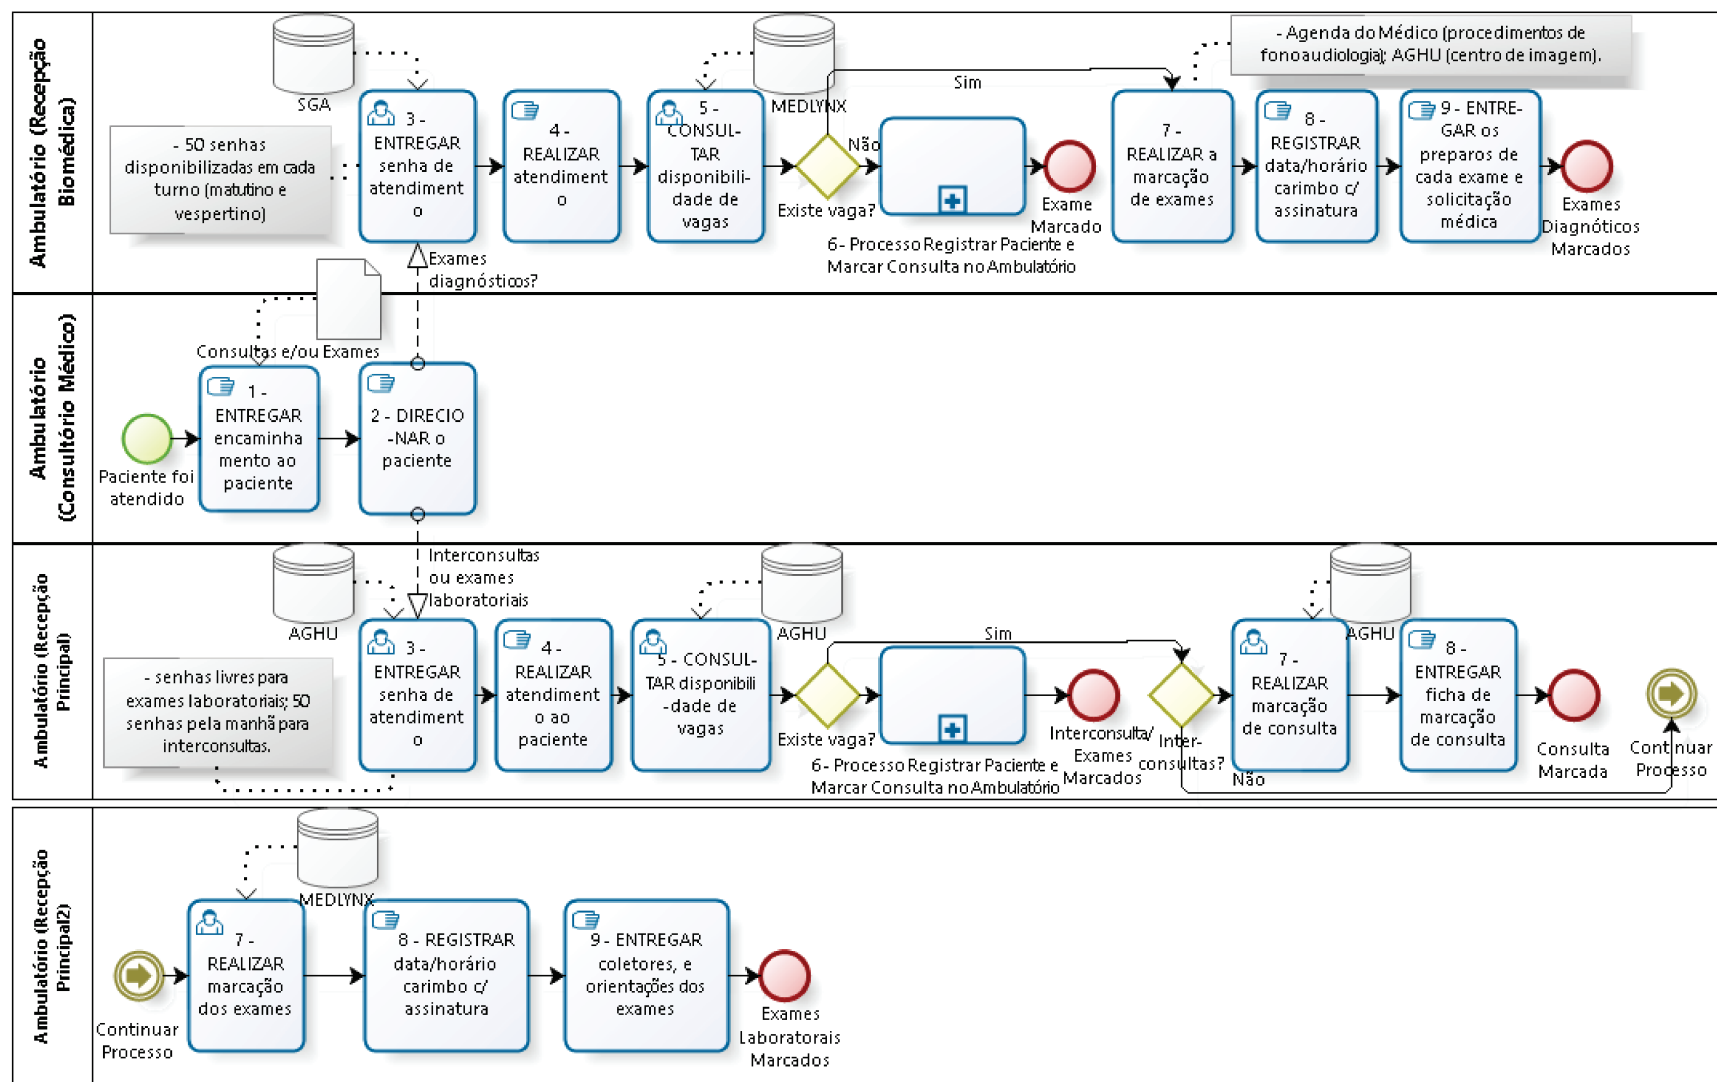 Ambulatório (Recepção
Biomédica)
SGA
- 50 senhas
disponibilizadas em cada
turno (matutino e
vespertino)
3 -
ENTREGAR
senha de
atendiment
o
4 -
REALIZAR
atendiment
o
5 -
CONSUL-
TAR
disponibili-
dade de
vagas
MEDLYNX
Existe vaga?
Não
Sim
6- Processo Registrar Paciente e
Marcar Consulta no Ambulatório
Exame
Marcado
- Agenda do Médico (procedimentos de
fonoaudiologia); AGHU (centro de imagem).
7 -
REALIZAR a
marcação
de exames
8 -
REGISTRAR
data/horário
carimbo c/
assinatura
9 - ENTRE-
GAR os
preparos de
cada exame e
solicitação
médica
Exames
Diagnóticos
Marcados
Exames
diagnósticos?
Ambulatório
(Consultório Médico)
Consultas e/ou Exames
Paciente foi
atendido
1 -
ENTREGAR
encaminha
mento ao
paciente
2 - DIRECIO
-NAR o
paciente
Interconsultas
ou exames
laboratoriais
Ambulatório (Recepção
Principal)
AGHU
- senhas livres para
exames laboratoriais; 50
senhas pela manhã para
interconsultas.
3 -
ENTREGAR
senha de
atendiment
o
4 -
REALIZAR
atendiment
o ao
paciente
AGHU
5 - CONSUL-
TAR disponibili
-dade de
vagas
Existe vaga?
Sim
6- Processo Registrar Paciente e
Marcar Consulta no Ambulatório
Interconsulta/
Exames
Marcados
Inter-
consultas?
Não
AGHU
7 -
REALIZAR
marcação
de consulta
8 -
ENTREGAR
ficha de
marcação
de consulta
Consulta
Marcada
Continuar
Processo
Ambulatório (Recepção
Principal2)
MEDLYNX
Continuar
Processo
7 -
REALIZAR
marcação
dos exames
8 - REGISTRAR
data/horário
carimbo c/
assinatura
9 - ENTREGAR
coletores, e
orientações dos
exames
Exames
Laboratorais
Marcados